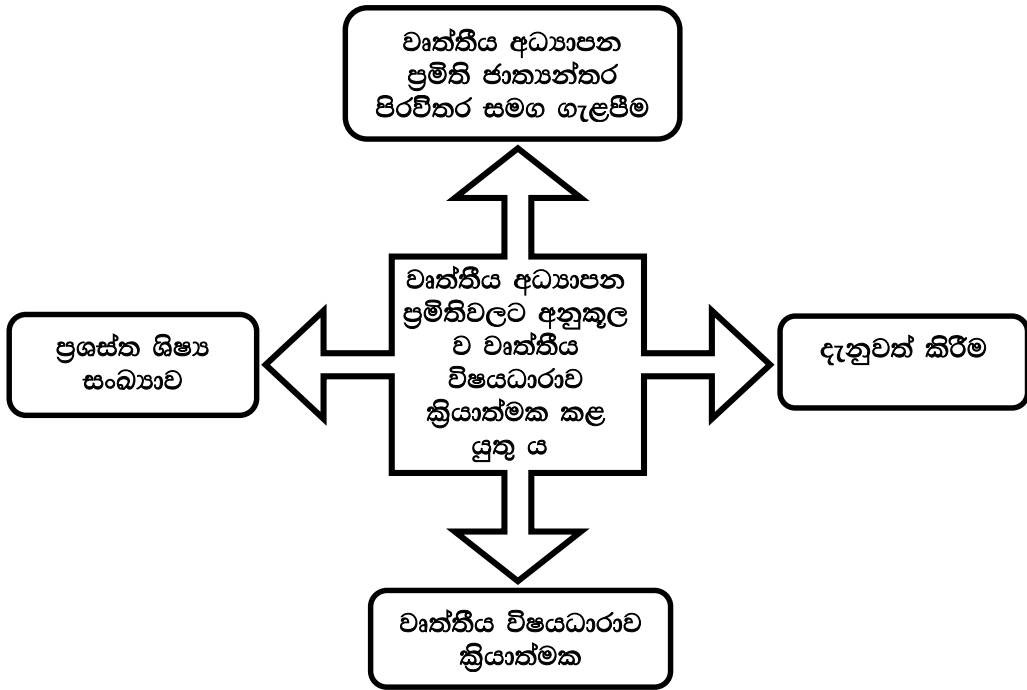 වෘත්තීය අධ්‍යාපන
ප්‍රමිති ජාත්‍යන්තර
පිරවිතර සමග ගැළපීම
වෘත්තීය අධ්‍යාපන
ප්‍රමිතිවලට අනුකූල
ව වෘත්තීය
විෂයධාරාව
ක්‍රියාත්මක කළ
යුතු ය
ප්‍රශස්ත ශිෂ්‍ය
සංඛ්‍යාව
දැනුවත් කිරීම
වෘත්තීය විෂයධාරාව
ක්‍රියාත්මක